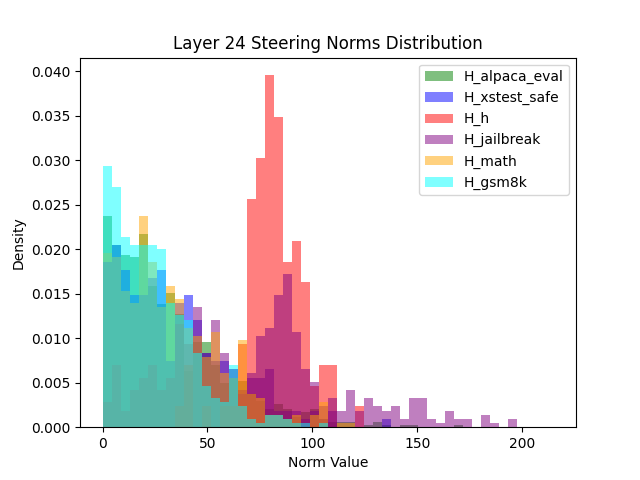 Layer 24 Steering Norms Distribution
Density
0.040
0.035
0.030
0.025
0.020
0.015
0.010
0.005
0.000
H_alpaca_eval
H_xstest_safe
H_h
H_jailbreak
H_math
H_gsm8k
0
50
100
150
200
Norm Value